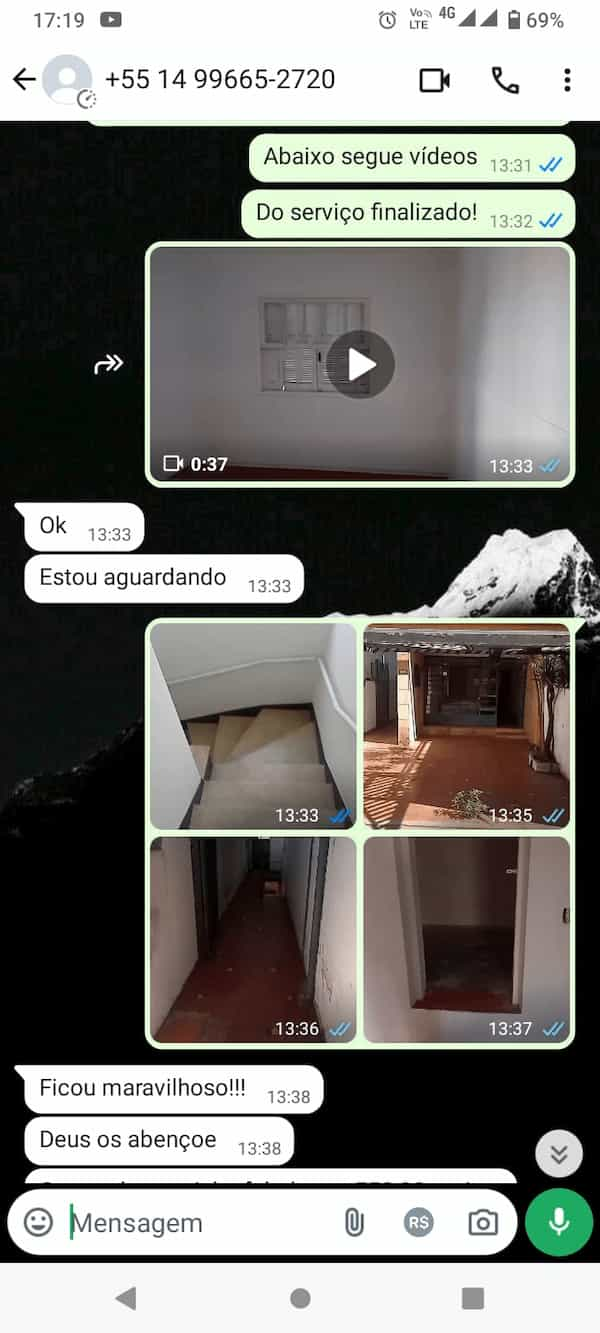 17:19
Vo LTE 4G 69%
+55 14 99665-2720
Abaixo segue vídeos 13:31
Do serviço finalizado! 13:32
0:37 13:33
Ok 13:33
Estou aguardando 13:33
13:33 13:35
13:36 13:37
Ficou maravilhoso!!! 13:38
Deus os abençoe 13:38
Mensagem R$